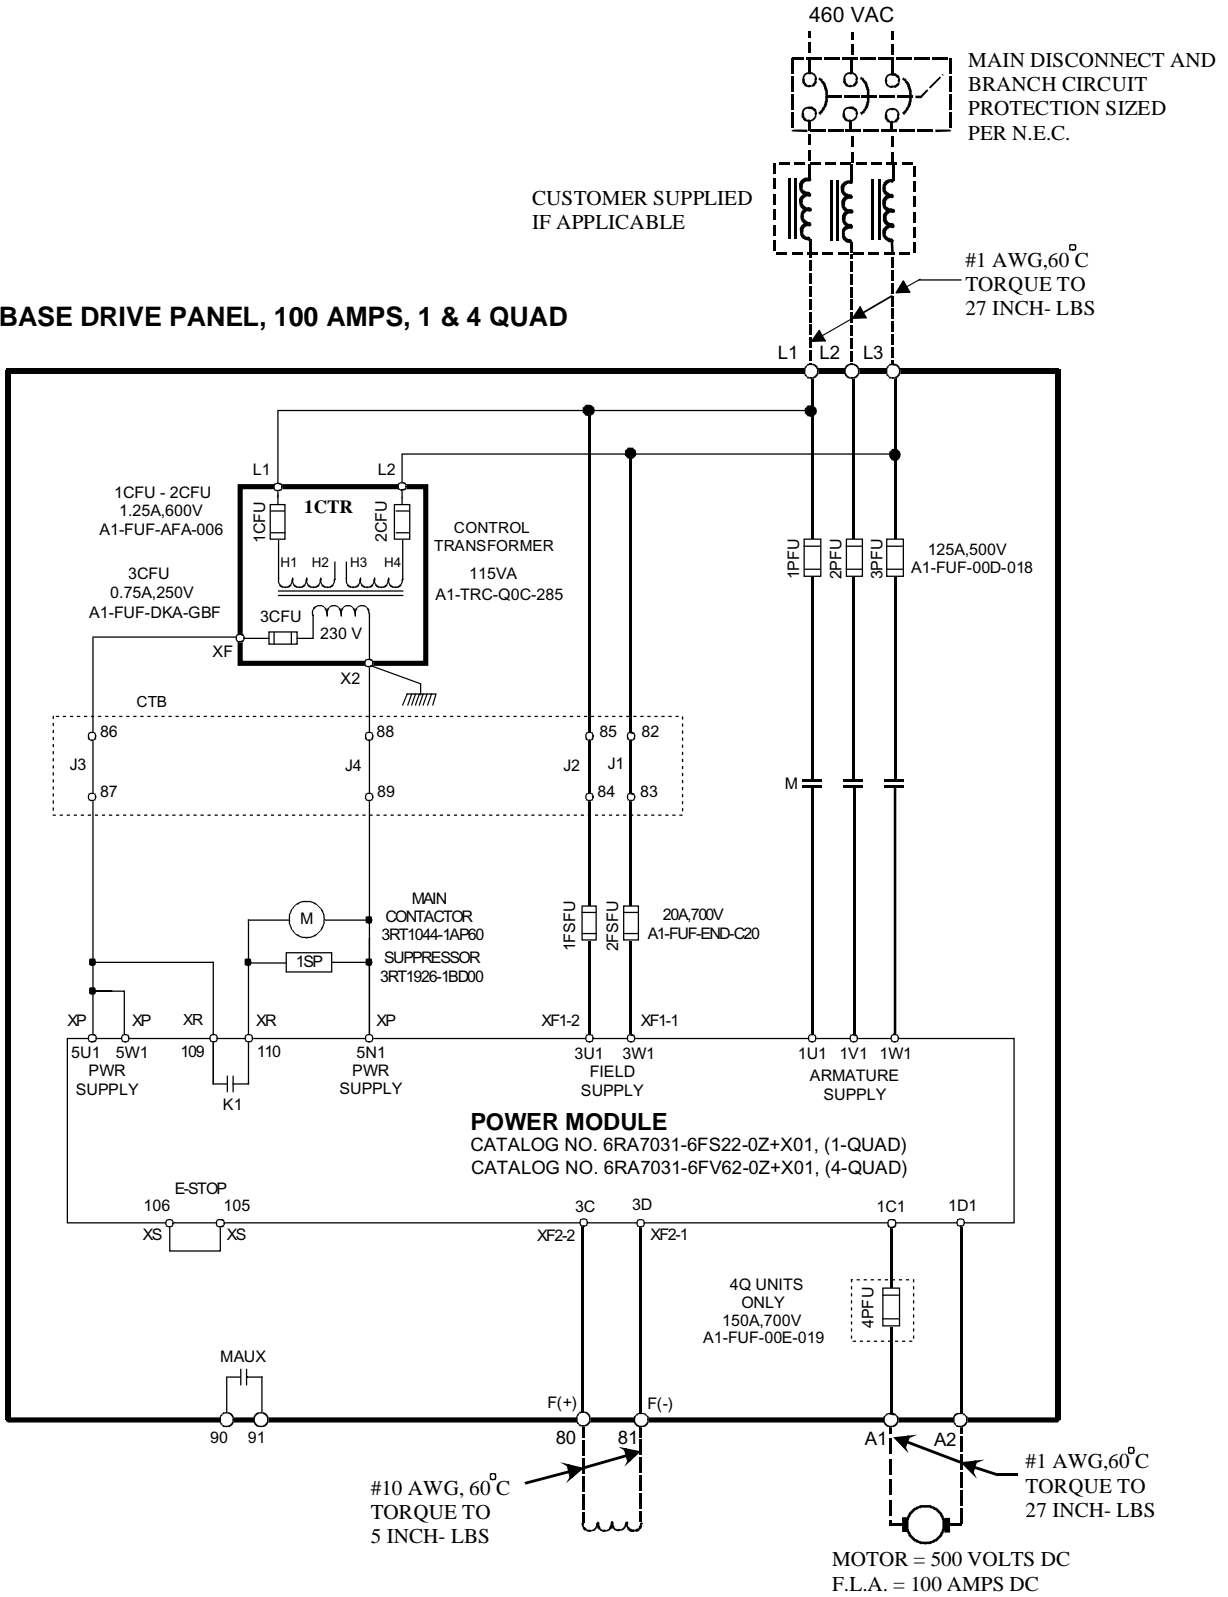 460 VAC
MAIN DISCONNECT AND
BRANCH CIRCUIT
PROTECTION SIZED
PER N.E.C.
CUSTOMER SUPPLIED
IF APPLICABLE
#1 AWG,60°C
TORQUE TO
27 INCH- LBS
BASE DRIVE PANEL, 100 AMPS, 1 & 4 QUAD
L1 L2 L3
L1 L2
1CFU - 2CFU
1.25A,600V
A1-FUF-AFA-006
1CFU
1CTR
2CFU
CONTROL
TRANSFORMER
115VA
A1-TRC-Q0C-285
H1 H2 H3 H4
3CFU
0.75A,250V
A1-FUF-DKA-GBF
3CFU
230 V
XF
X2
1PFU
2PFU
3PFU
125A,500V
A1-FUF-00D-018
CTB
86 88 85 82
J3 J4 J2 J1
87 89 84 83
M
M
MAIN
CONTACTOR
3RT1044-1AP60
1SP
SUPPRESSOR
3RT1926-1BD00
1FSFU
2FSFU
20A,700V
A1-FUF-END-C20
XP XP XR XR XP XF1-2 XF1-1
5U1 5W1 109 110 5N1 3U1 3W1 1U1 1V1 1W1
PWR
SUPPLY
K1
PWR
SUPPLY
FIELD
SUPPLY
ARMATURE
SUPPLY
POWER MODULE
CATALOG NO. 6RA7031-6FS22-0Z+X01, (1-QUAD)
CATALOG NO. 6RA7031-6FV62-0Z+X01, (4-QUAD)
E-STOP
106 105 3C 3D 1C1 1D1
XS XS XF2-2 XF2-1
4Q UNITS
ONLY
150A,700V
A1-FUF-00E-019
4PFU
MAUX
F(+) F(-)
90 91 80 81 A1 A2
#10 AWG, 60°C
TORQUE TO
5 INCH- LBS
#1 AWG,60°C
TORQUE TO
27 INCH- LBS
MOTOR = 500 VOLTS DC
F.L.A. = 100 AMPS DC